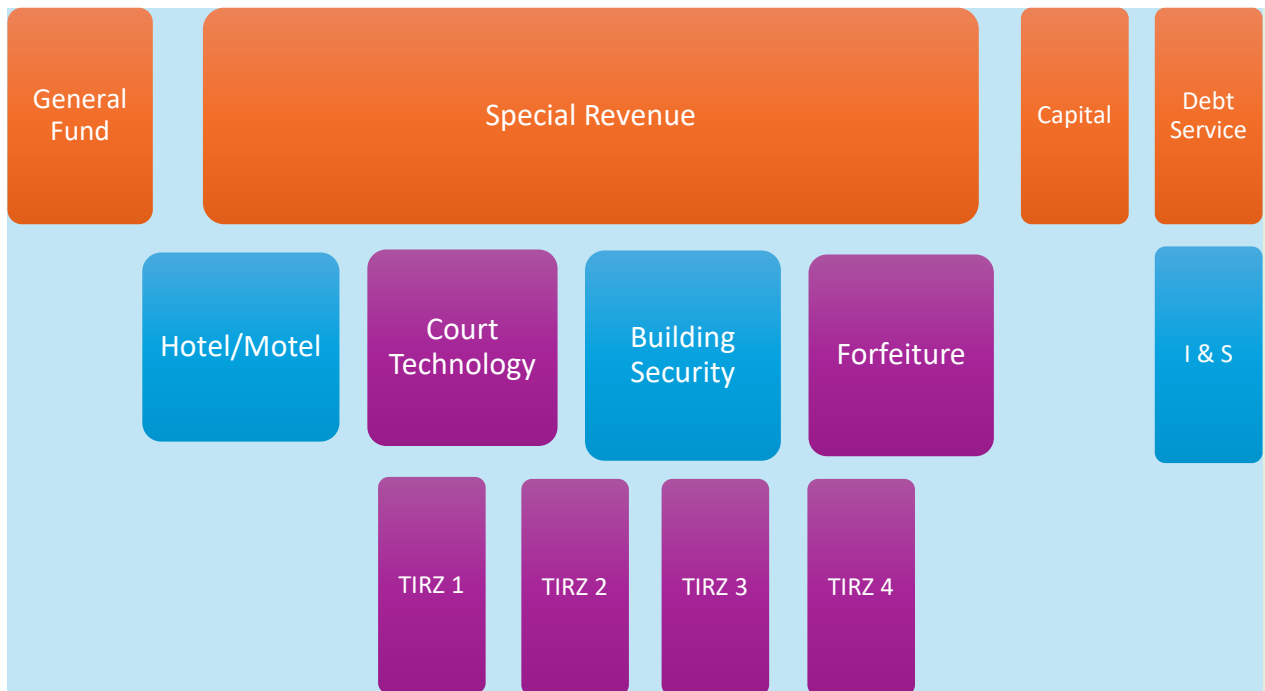 General
Fund
Special Revenue
Capital
Debt
Service
Hotel/Motel
Court
Technology
Building
Security
Forfeiture
I & S
TIRZ 1
TIRZ 2
TIRZ 3
TIRZ 4